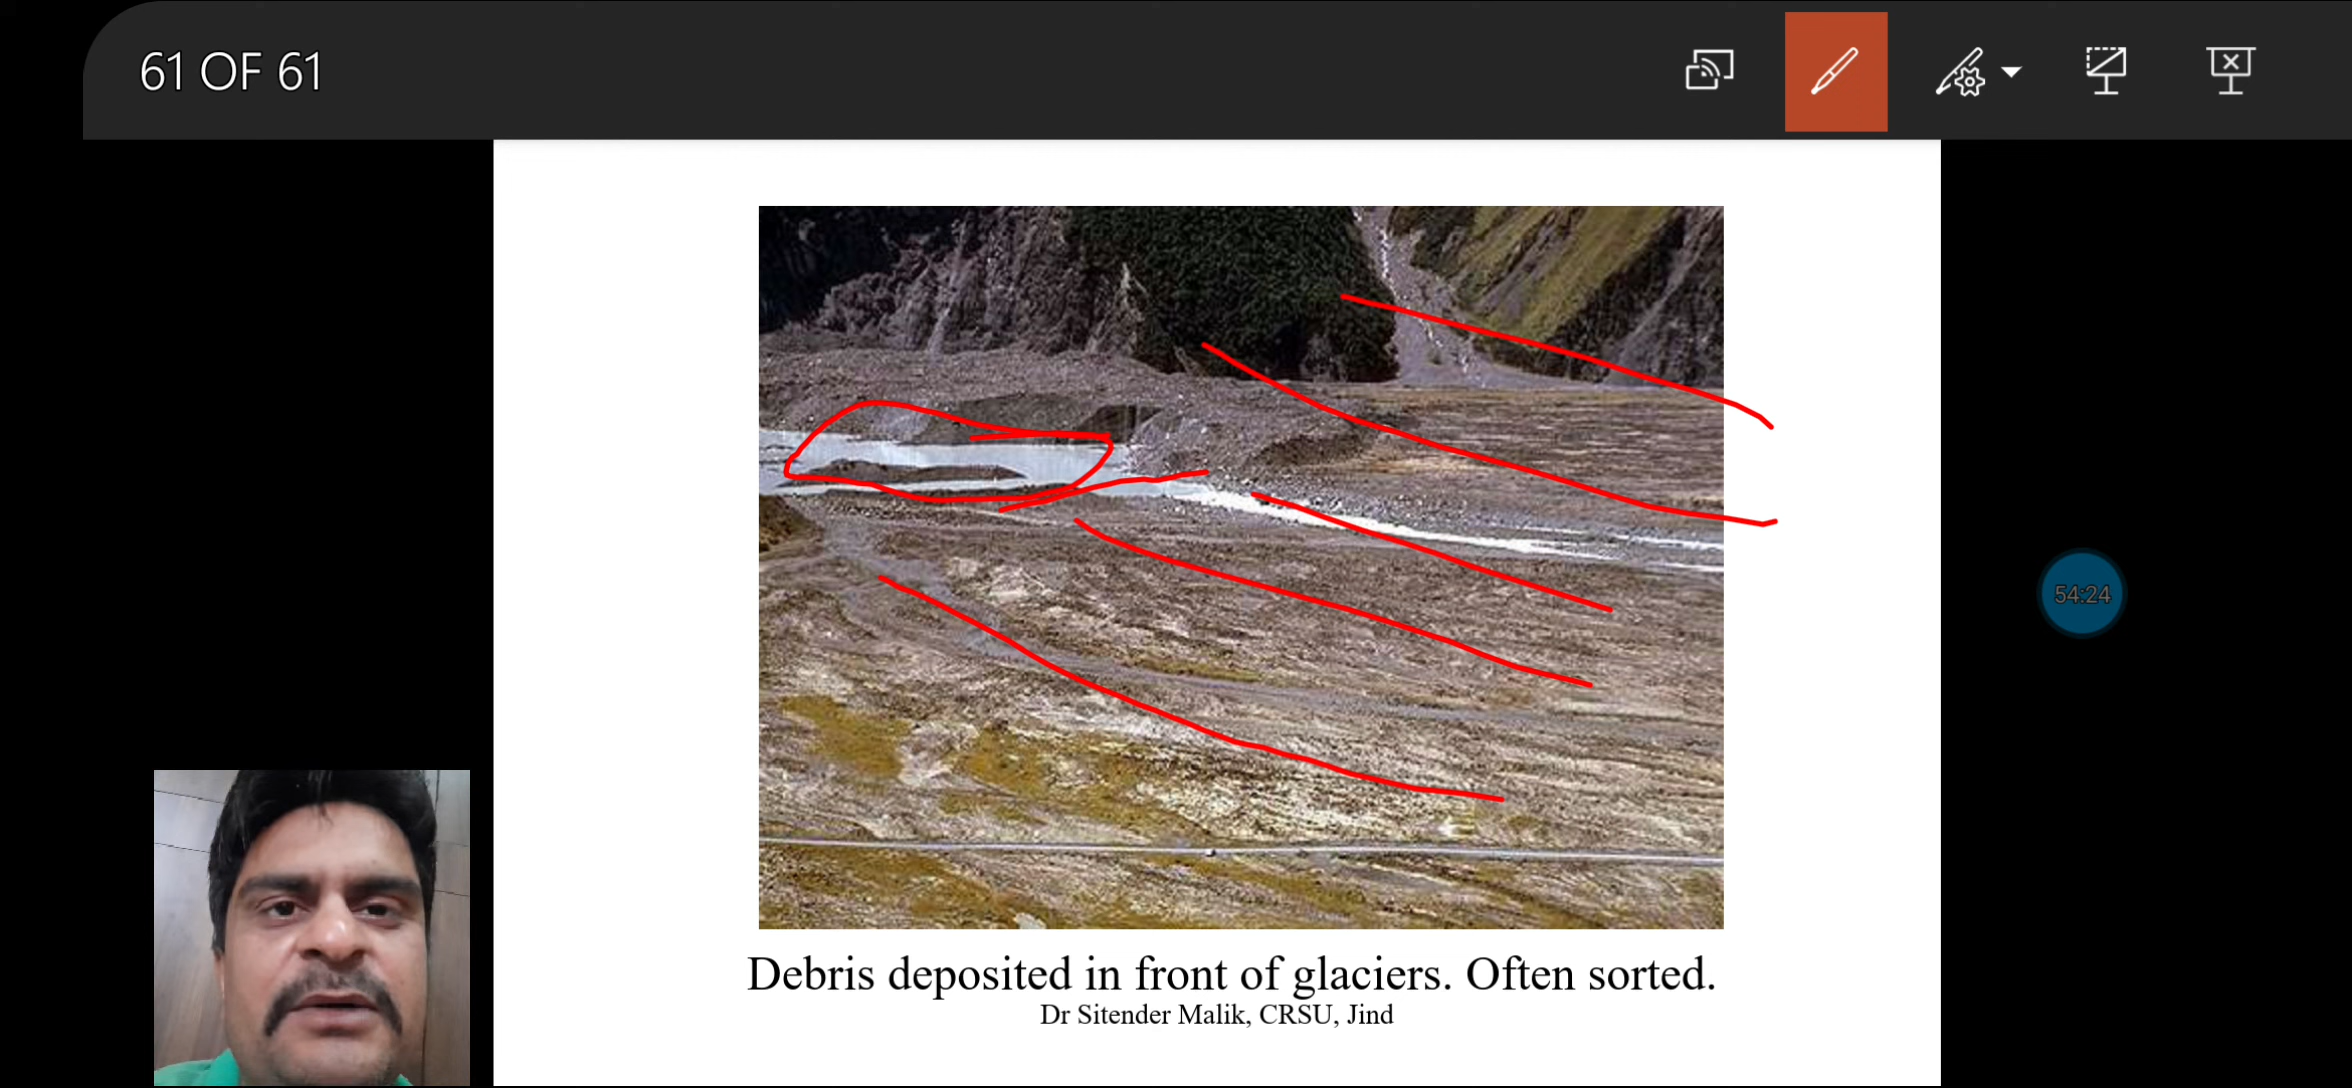 61 OF 61
54:24
Debris deposited in front of glaciers. Often sorted.
Dr Sitender Malik, CRSU, Jind